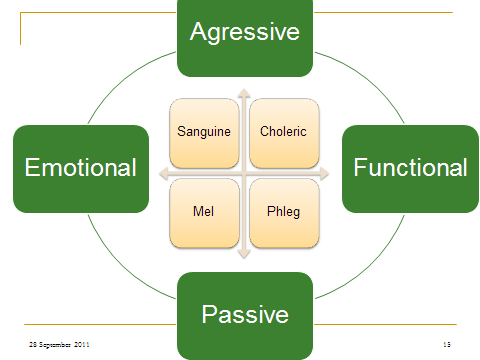 Agressive
Sanguine
Choleric
Emotional
Functional
Mel
Phleg
Passive
28 September 2011
15